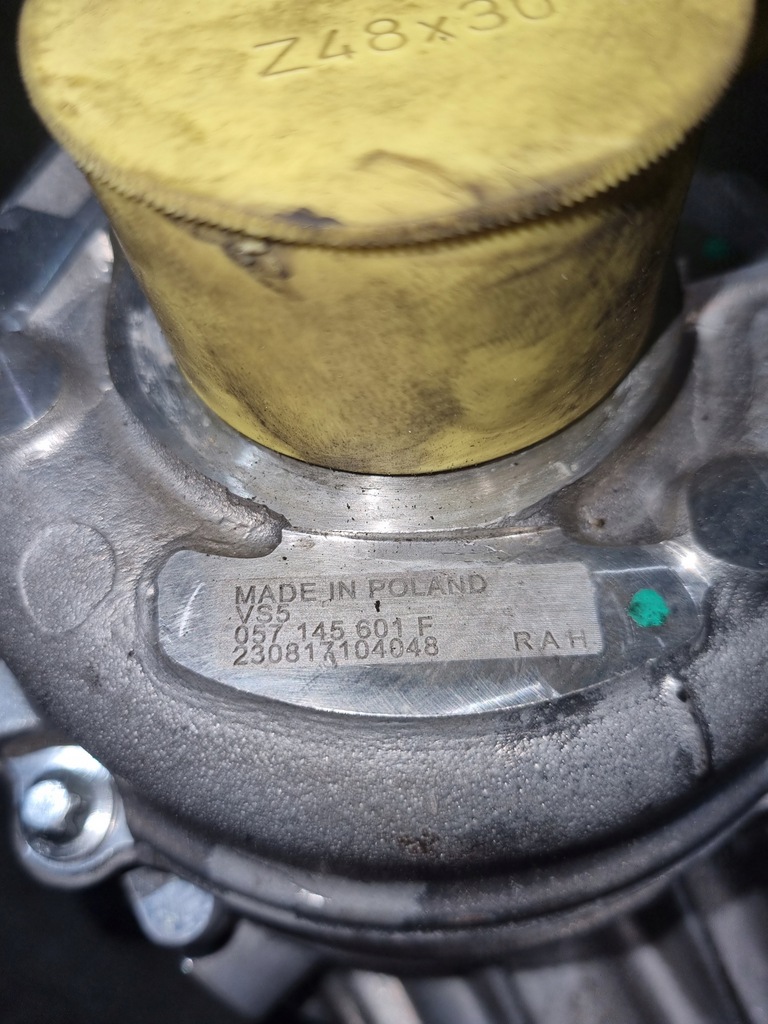 Z48x30
MADE IN POLAND
VS5
057 145 601 F
230817104048 RAH